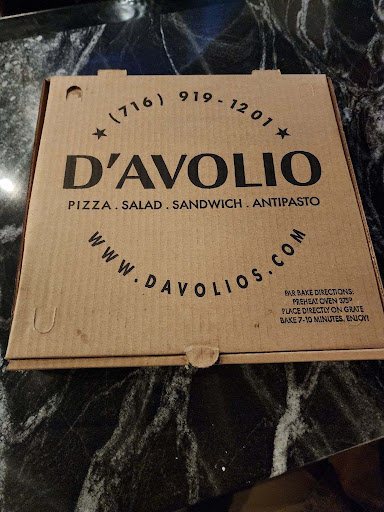 ★ (716) 919-1201 ★
D'AVOLIO
PIZZA . SALAD . SANDWICH . ANTIPASTO
WWW.DAVOLIOS.COM
PAR BAKE DIRECTIONS:
PREHEAT OVEN 375°
PLACE DIRECTLY ON GRATE
BAKE 7-10 MINUTES. ENJOY!